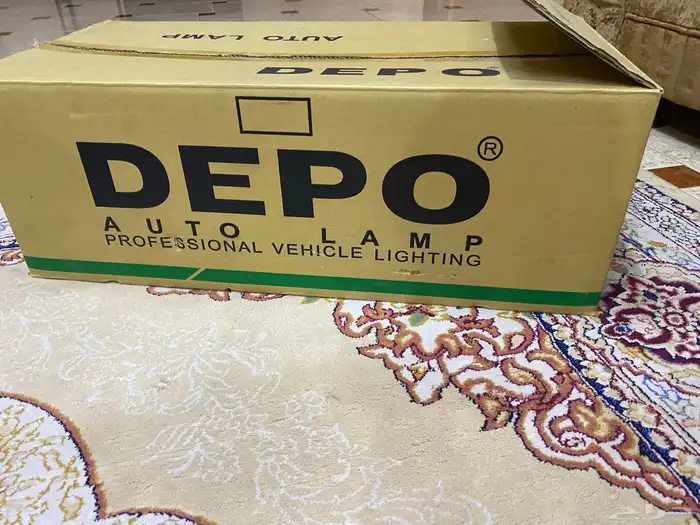 AUTO LAMP
DEPO
DEPO®
AUTO LAMP
PROFESSIONAL VEHICLE LIGHTING